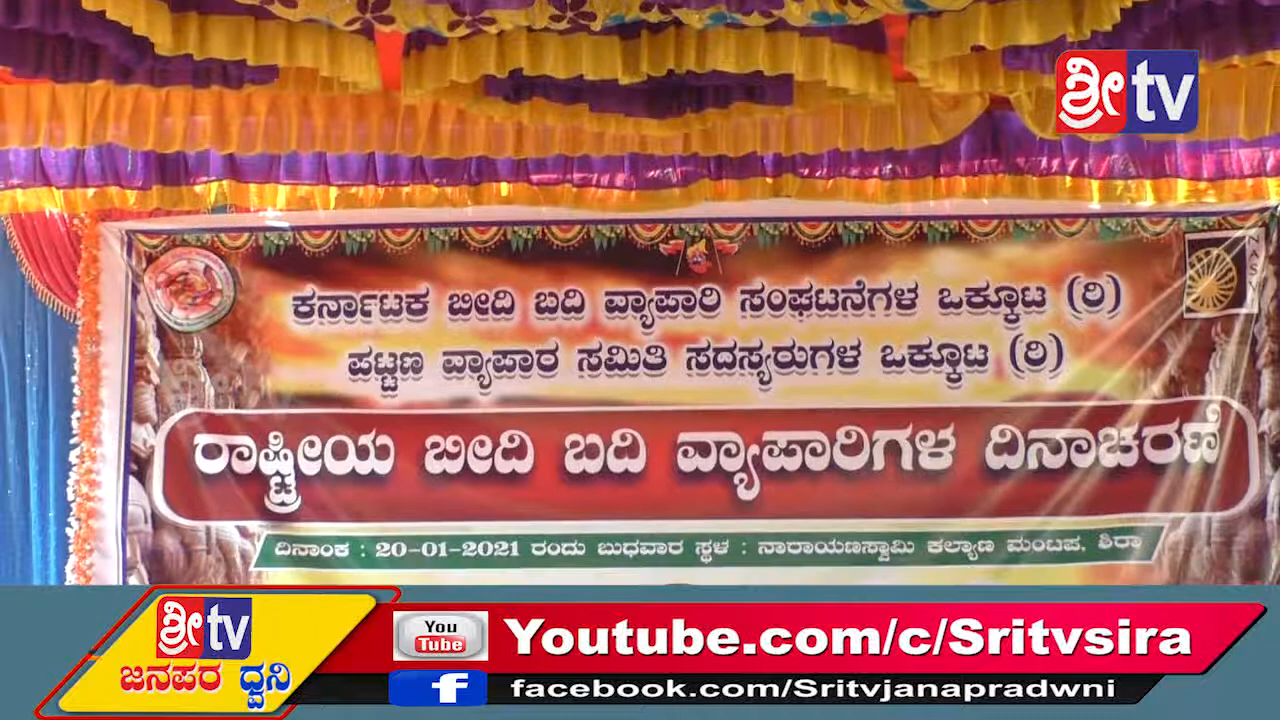 ಶ್ರೀ tv
NASVI
ಕರ್ನಾಟಕ ಬೀದಿ ಬದಿ ವ್ಯಾಪಾರಿ ಸಂಘಟನೆಗಳ ಒಕ್ಕೂಟ (ರಿ)
ಪಟ್ಟಣ ವ್ಯಾಪಾರ ಸಮಿತಿ ಸದಸ್ಯರುಗಳ ಒಕ್ಕೂಟ (ರಿ)
ರಾಷ್ಟ್ರೀಯ ಬೀದಿ ಬದಿ ವ್ಯಾಪಾರಿಗಳ ದಿನಾಚರಣೆ
ದಿನಾಂಕ : 20-01-2021 ರಂದು ಬುಧವಾರ ಸ್ಥಳ : ನಾರಾಯಣಸ್ವಾಮಿ ಕಲ್ಯಾಣ ಮಂಟಪ, ಶಿರಾ
ಶ್ರೀ tv
ಜನಪರ ಧ್ವನಿ
You Tube
Youtube.com/c/Sritvsira
f
facebook.com/Sritvjanapradwni